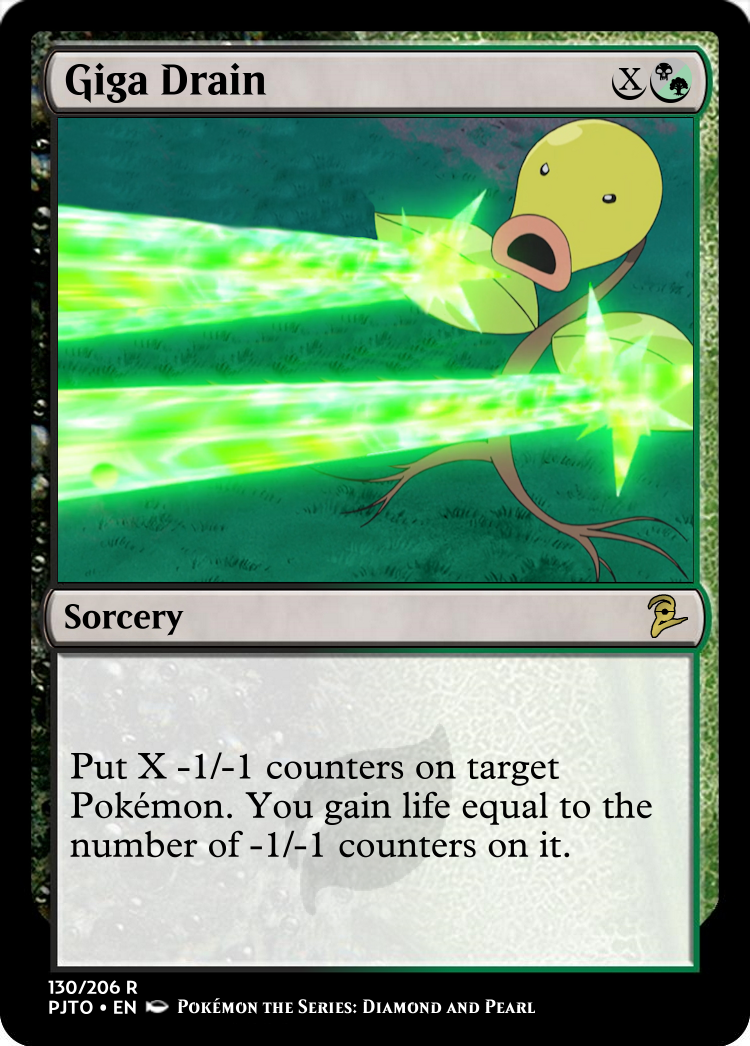 Giga Drain X
Sorcery
Put X -1/-1 counters on target
Pokémon. You gain life equal to the
number of -1/-1 counters on it.
130/206 R
PJTO • EN Pokémon the Series: Diamond and Pearl